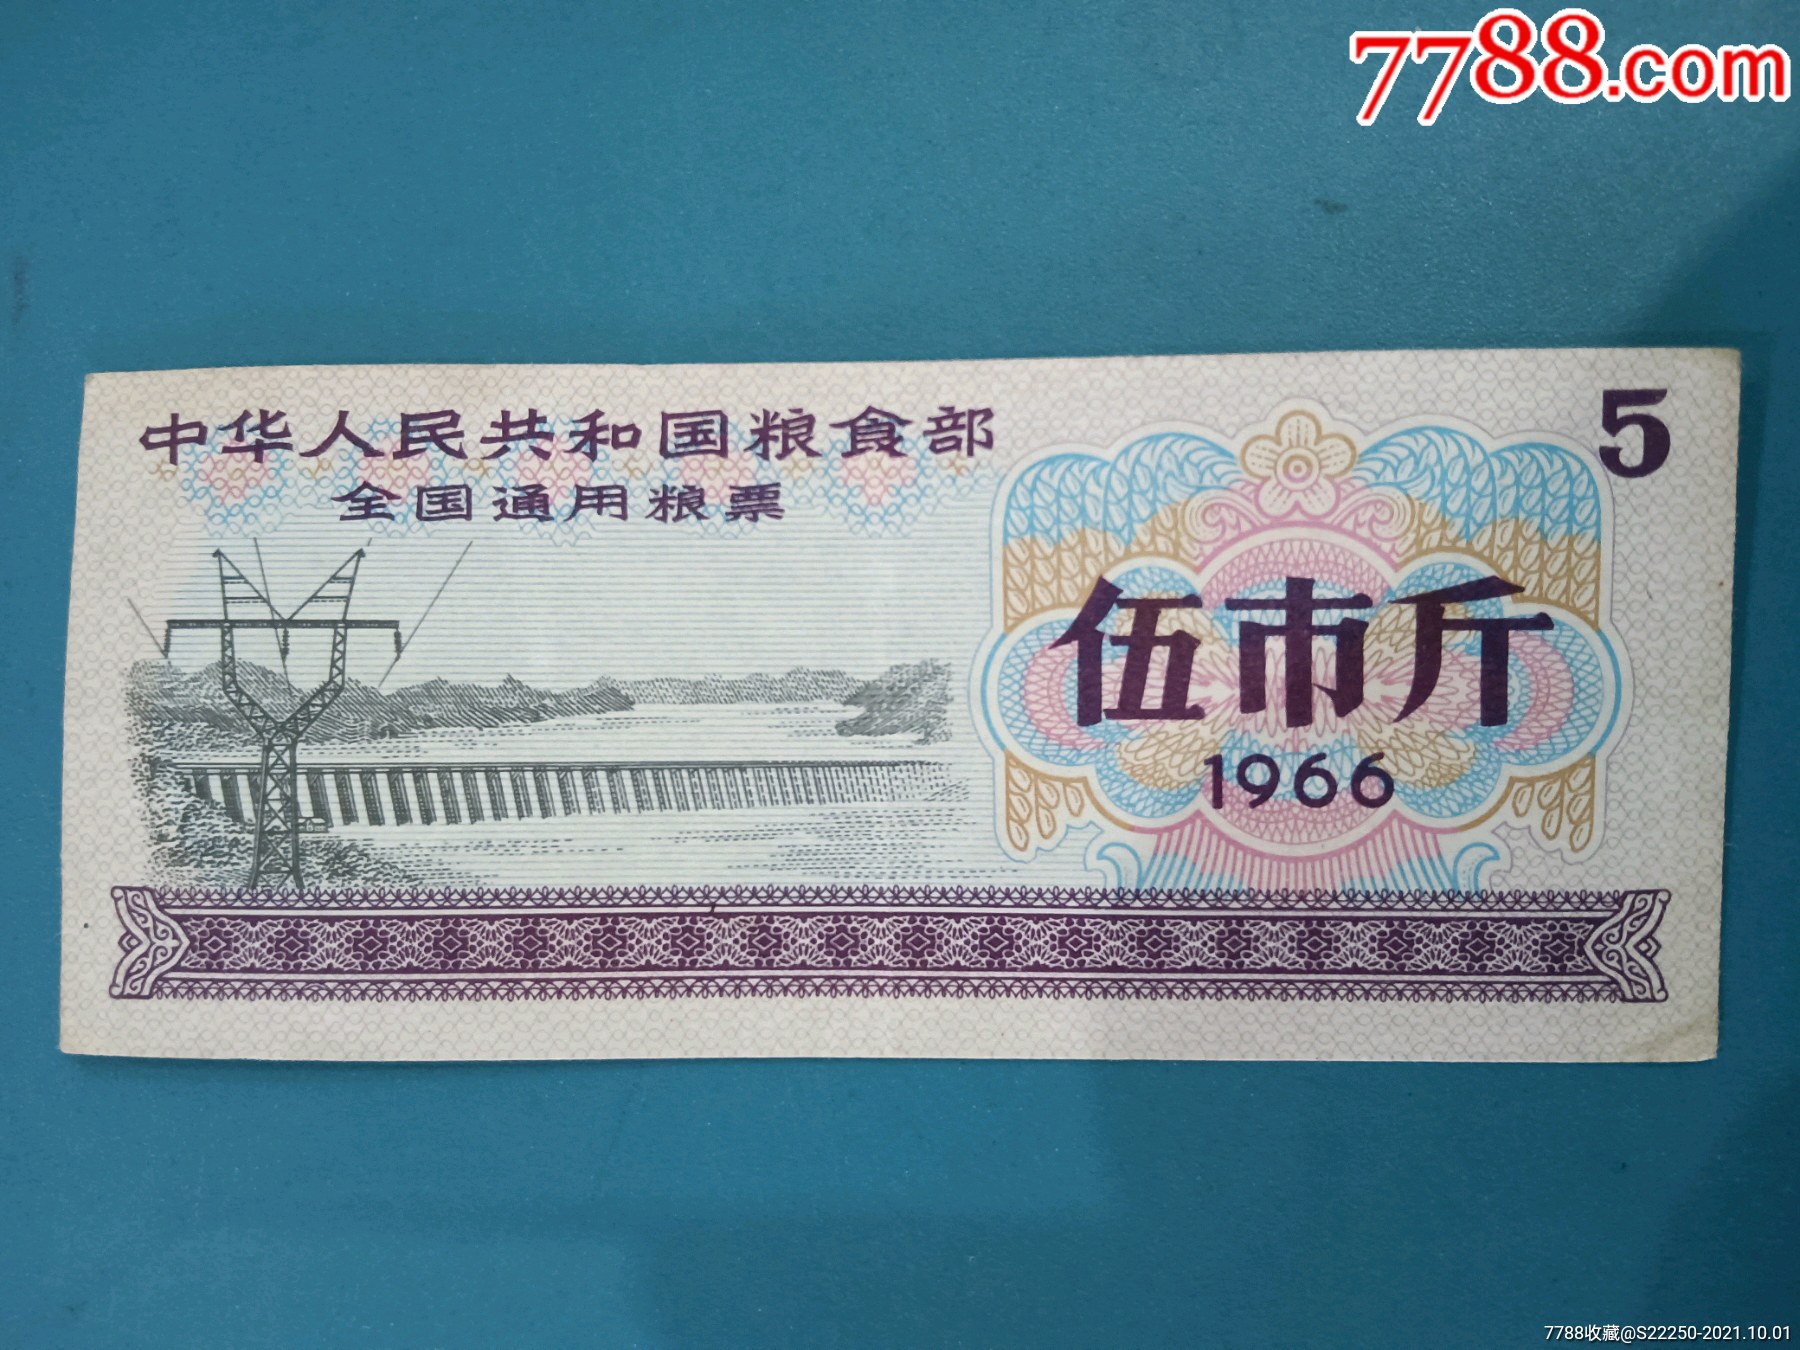 7788.com
中华人民共和国粮食部
全国通用粮票
5
伍市斤
1966
7788收藏@S22250-2021.10.01